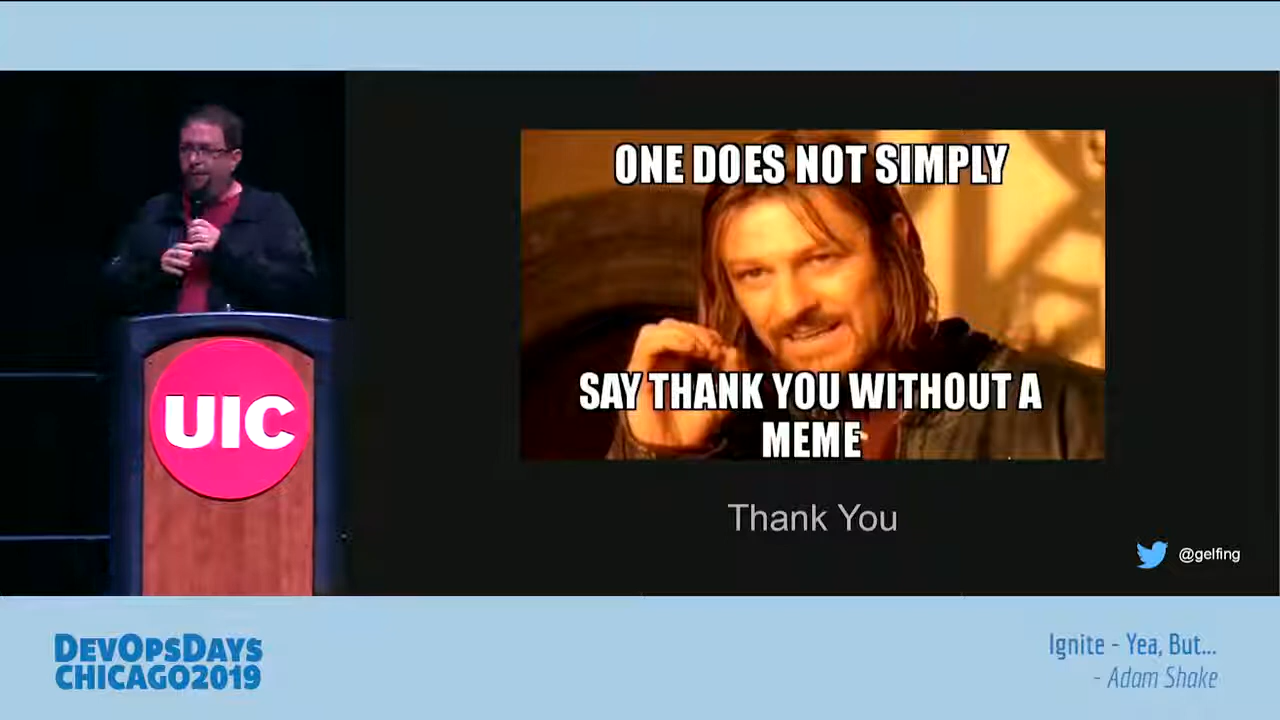 ONE DOES NOT SIMPLY
SAY THANK YOU WITHOUT A
MEME
Thank You
@gelfing
UIC
DEVOPSDAYS
CHICAGO2019
Ignite - Yea, But...
- Adam Shake